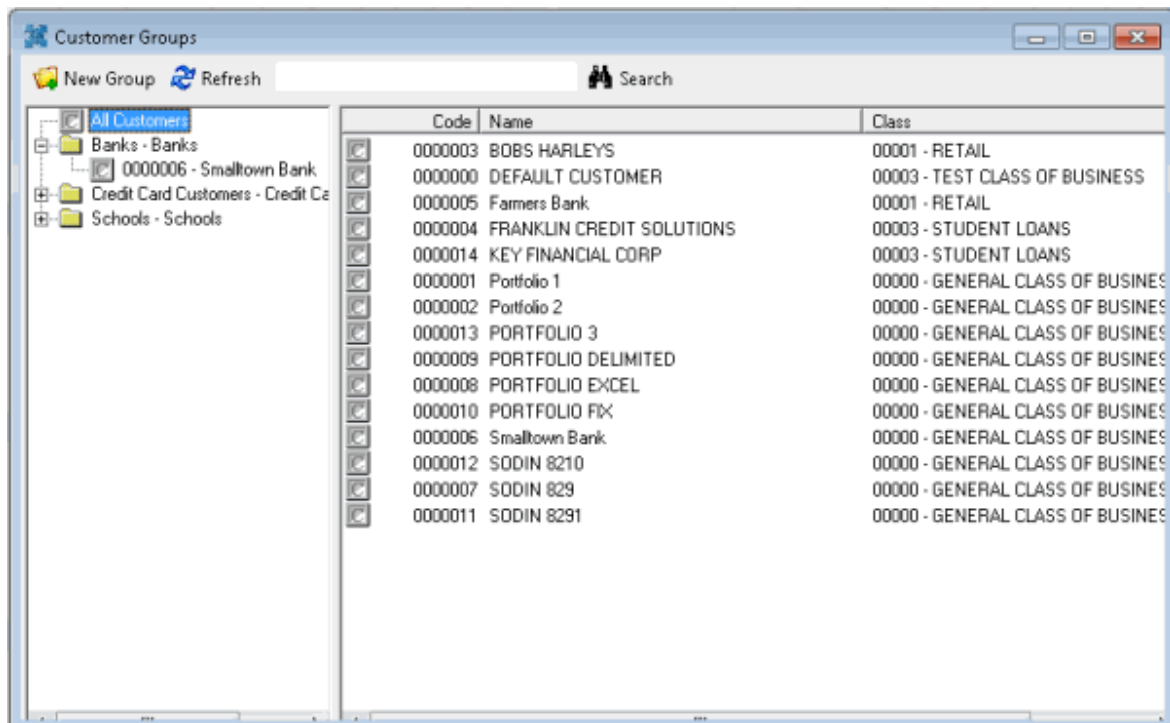 Customer Groups
New Group Refresh Search
All Customers
Banks - Banks
0000006 - Smalltown Bank
Credit Card Customers - Credit Ca
Schools - Schools
Code Name Class
0000003 BOBS HARLEYS 00001 - RETAIL
0000000 DEFAULT CUSTOMER 00003 - TEST CLASS OF BUSINESS
0000005 Farmers Bank 00001 - RETAIL
0000004 FRANKLIN CREDIT SOLUTIONS 00003 - STUDENT LOANS
0000014 KEY FINANCIAL CORP 00003 - STUDENT LOANS
0000001 Portfolio 1 00000 - GENERAL CLASS OF BUSINES
0000002 Portfolio 2 00000 - GENERAL CLASS OF BUSINES
0000013 PORTFOLIO 3 00000 - GENERAL CLASS OF BUSINES
0000009 PORTFOLIO DELIMITED 00000 - GENERAL CLASS OF BUSINES
0000008 PORTFOLIO EXCEL 00000 - GENERAL CLASS OF BUSINES
0000010 PORTFOLIO FIX 00000 - GENERAL CLASS OF BUSINES
0000006 Smalltown Bank 00000 - GENERAL CLASS OF BUSINES
0000012 SODIN 8210 00000 - GENERAL CLASS OF BUSINES
0000007 SODIN 829 00000 - GENERAL CLASS OF BUSINES
0000011 SODIN 8291 00000 - GENERAL CLASS OF BUSINES